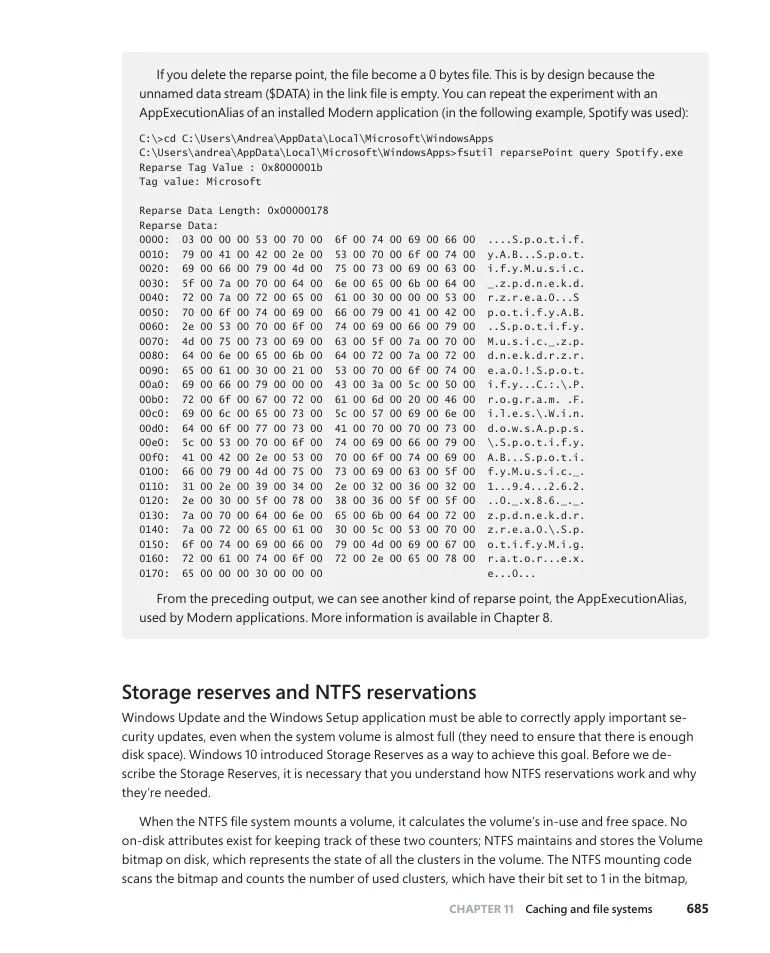 If you delete the reparse point, the file become a 0 bytes file. This is by design because the
unnamed data stream ($DATA) in the link file is empty. You can repeat the experiment with an
AppExecutionAlias of an installed Modern application (in the following example, Spotify was used):
C:\>cd C:\Users\Andrea\AppData\Local\Microsoft\WindowsApps
C:\Users\andrea\AppData\Local\Microsoft\WindowsApps>fsutil reparsePoint query Spotify.exe
Reparse Tag Value : 0x8000001b
Tag value: Microsoft
Reparse Data Length: 0x00000178
Reparse Data:
0000: 03 00 00 00 53 00 70 00 6f 00 74 00 69 00 66 00 ....S.p.o.t.i.f.
0010: 79 00 41 00 42 00 2e 00 53 00 70 00 6f 00 74 00 y.A.B...S.p.o.t.
0020: 69 00 66 00 79 00 4d 00 75 00 73 00 69 00 63 00 i.f.y.M.u.s.i.c.
0030: 5f 00 7a 00 70 00 64 00 6e 00 65 00 6b 00 64 00 _.z.p.d.n.e.k.d.
0040: 72 00 7a 00 72 00 65 00 61 00 30 00 00 00 53 00 r.z.r.e.a.0...S
0050: 70 00 6f 00 74 00 69 00 66 00 79 00 41 00 42 00 p.o.t.i.f.y.A.B.
0060: 2e 00 53 00 70 00 6f 00 74 00 69 00 66 00 79 00 ..S.p.o.t.i.f.y.
0070: 4d 00 75 00 73 00 69 00 63 00 5f 00 7a 00 70 00 M.u.s.i.c._.z.p.
0080: 64 00 6e 00 65 00 6b 00 64 00 72 00 7a 00 72 00 d.n.e.k.d.r.z.r.
0090: 65 00 61 00 30 00 21 00 53 00 70 00 6f 00 74 00 e.a.0.!.S.p.o.t.
00a0: 69 00 66 00 79 00 00 00 43 00 3a 00 5c 00 50 00 i.f.y...C.:.\.P.
00b0: 72 00 6f 00 67 00 72 00 61 00 6d 00 20 00 46 00 r.o.g.r.a.m. .F.
00c0: 69 00 6c 00 65 00 73 00 5c 00 57 00 69 00 6e 00 i.l.e.s.\.W.i.n.
00d0: 64 00 6f 00 77 00 73 00 41 00 70 00 70 00 73 00 d.o.w.s.A.p.p.s.
00e0: 5c 00 53 00 70 00 6f 00 74 00 69 00 66 00 79 00 \.S.p.o.t.i.f.y.
00f0: 41 00 42 00 2e 00 53 00 70 00 6f 00 74 00 69 00 A.B...S.p.o.t.i.
0100: 66 00 79 00 4d 00 75 00 73 00 69 00 63 00 5f 00 f.y.M.u.s.i.c._.
0110: 31 00 2e 00 39 00 34 00 2e 00 32 00 36 00 32 00 1...9.4...2.6.2.
0120: 2e 00 30 00 5f 00 78 00 38 00 36 00 5f 00 5f 00 ..0._.x.8.6._._.
0130: 7a 00 70 00 64 00 6e 00 65 00 6b 00 64 00 72 00 z.p.d.n.e.k.d.r.
0140: 7a 00 72 00 65 00 61 00 30 00 5c 00 53 00 70 00 z.r.e.a.0.\.S.p.
0150: 6f 00 74 00 69 00 66 00 79 00 4d 00 69 00 67 00 o.t.i.f.y.M.i.g.
0160: 72 00 61 00 74 00 6f 00 72 00 2e 00 65 00 78 00 r.a.t.o.r...e.x.
0170: 65 00 00 00 30 00 00 00 e...0...
From the preceding output, we can see another kind of reparse point, the AppExecutionAlias,
used by Modern applications. More information is available in Chapter 8.
Storage reserves and NTFS reservations
Windows Update and the Windows Setup application must be able to correctly apply important se-
curity updates, even when the system volume is almost full (they need to ensure that there is enough
disk space). Windows 10 introduced Storage Reserves as a way to achieve this goal. Before we de-
scribe the Storage Reserves, it is necessary that you understand how NTFS reservations work and why
they're needed.
When the NTFS file system mounts a volume, it calculates the volume's in-use and free space. No
on-disk attributes exist for keeping track of these two counters; NTFS maintains and stores the Volume
bitmap on disk, which represents the state of all the clusters in the volume. The NTFS mounting code
scans the bitmap and counts the number of used clusters, which have their bit set to 1 in the bitmap,
CHAPTER 11 Caching and file systems 685